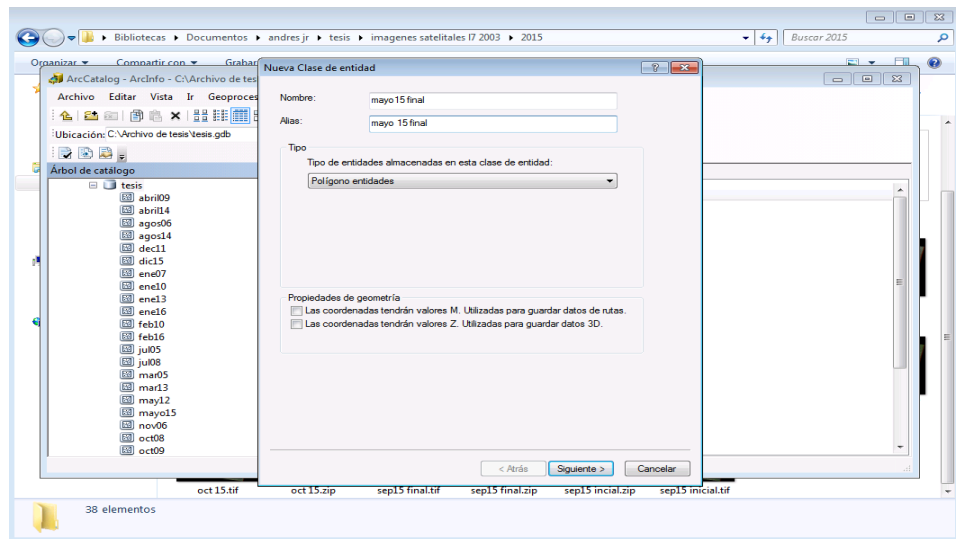 Bibliotecas ▸ Documentos ▸ andres jr ▸ tesis ▸ imagenes satelitales l7 2003 ▸ 2015
Buscar 2015
Organizar Compartir con Grabar
ArcCatalog - ArcInfo - C:\Archivo de tes
Archivo Editar Vista Ir Geoproces
Ubicación: C:\Archivo de tesis\tesis.gdb
Árbol de catálogo
tesis
abril09
abril14
agos06
agos14
dec11
dic15
ene07
ene10
ene13
ene16
feb10
feb16
jul05
jul08
mar05
mar13
may12
mayo15
nov06
oct08
oct09
Nueva Clase de entidad
Nombre: mayo15 final
Alias: mayo 15 final
Tipo
Tipo de entidades almacenadas en esta clase de entidad:
Polígono entidades
Propiedades de geometría
Las coordenadas tendrán valores M. Utilizadas para guardar datos de rutas.
Las coordenadas tendrán valores Z. Utilizadas para guardar datos 3D.
< Atrás Siguiente > Cancelar
oct 15.tif oct 15.zip sep15 final.tif sep15 final.zip sep15 incial.zip sep15 inicial.tif
38 elementos